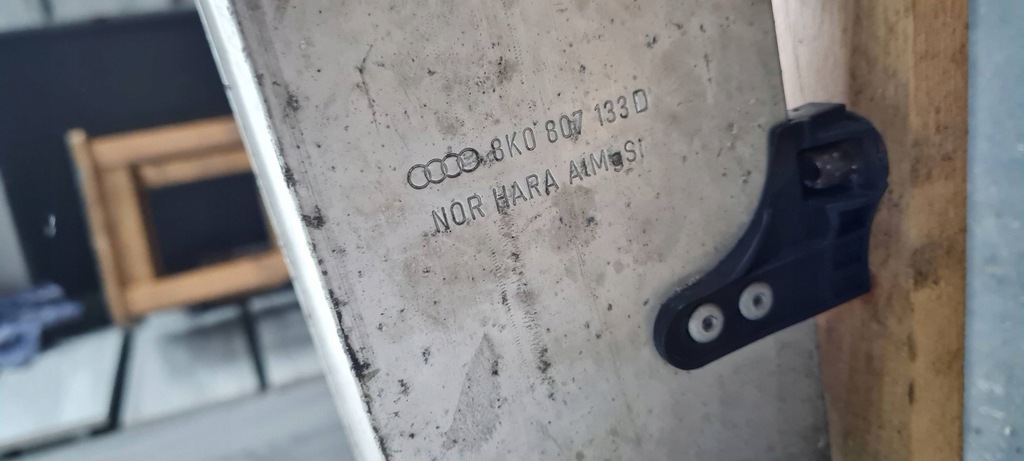 8K0 807 133 D
NOR HARA AlMgSI